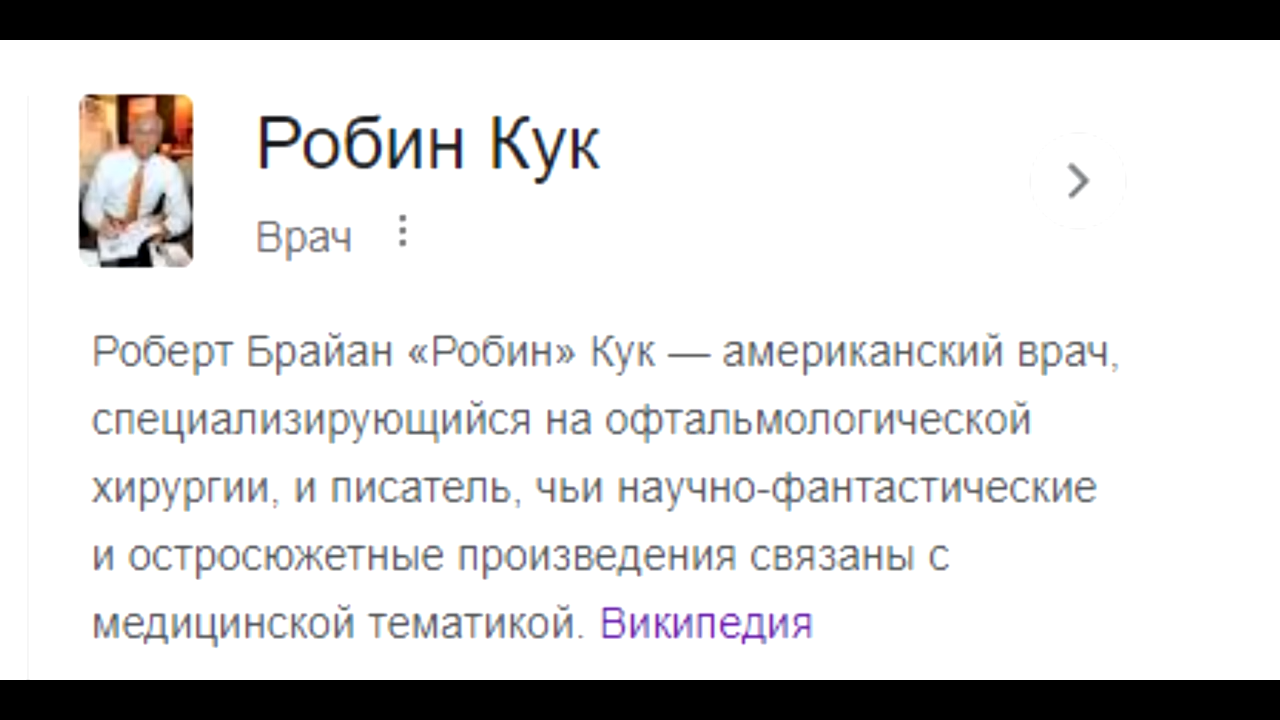 Робин Кук
Врач
Роберт Брайан «Робин» Кук — американский врач,
специализирующийся на офтальмологической
хирургии, и писатель, чьи научно-фантастические
и остросюжетные произведения связаны с
медицинской тематикой. Википедия